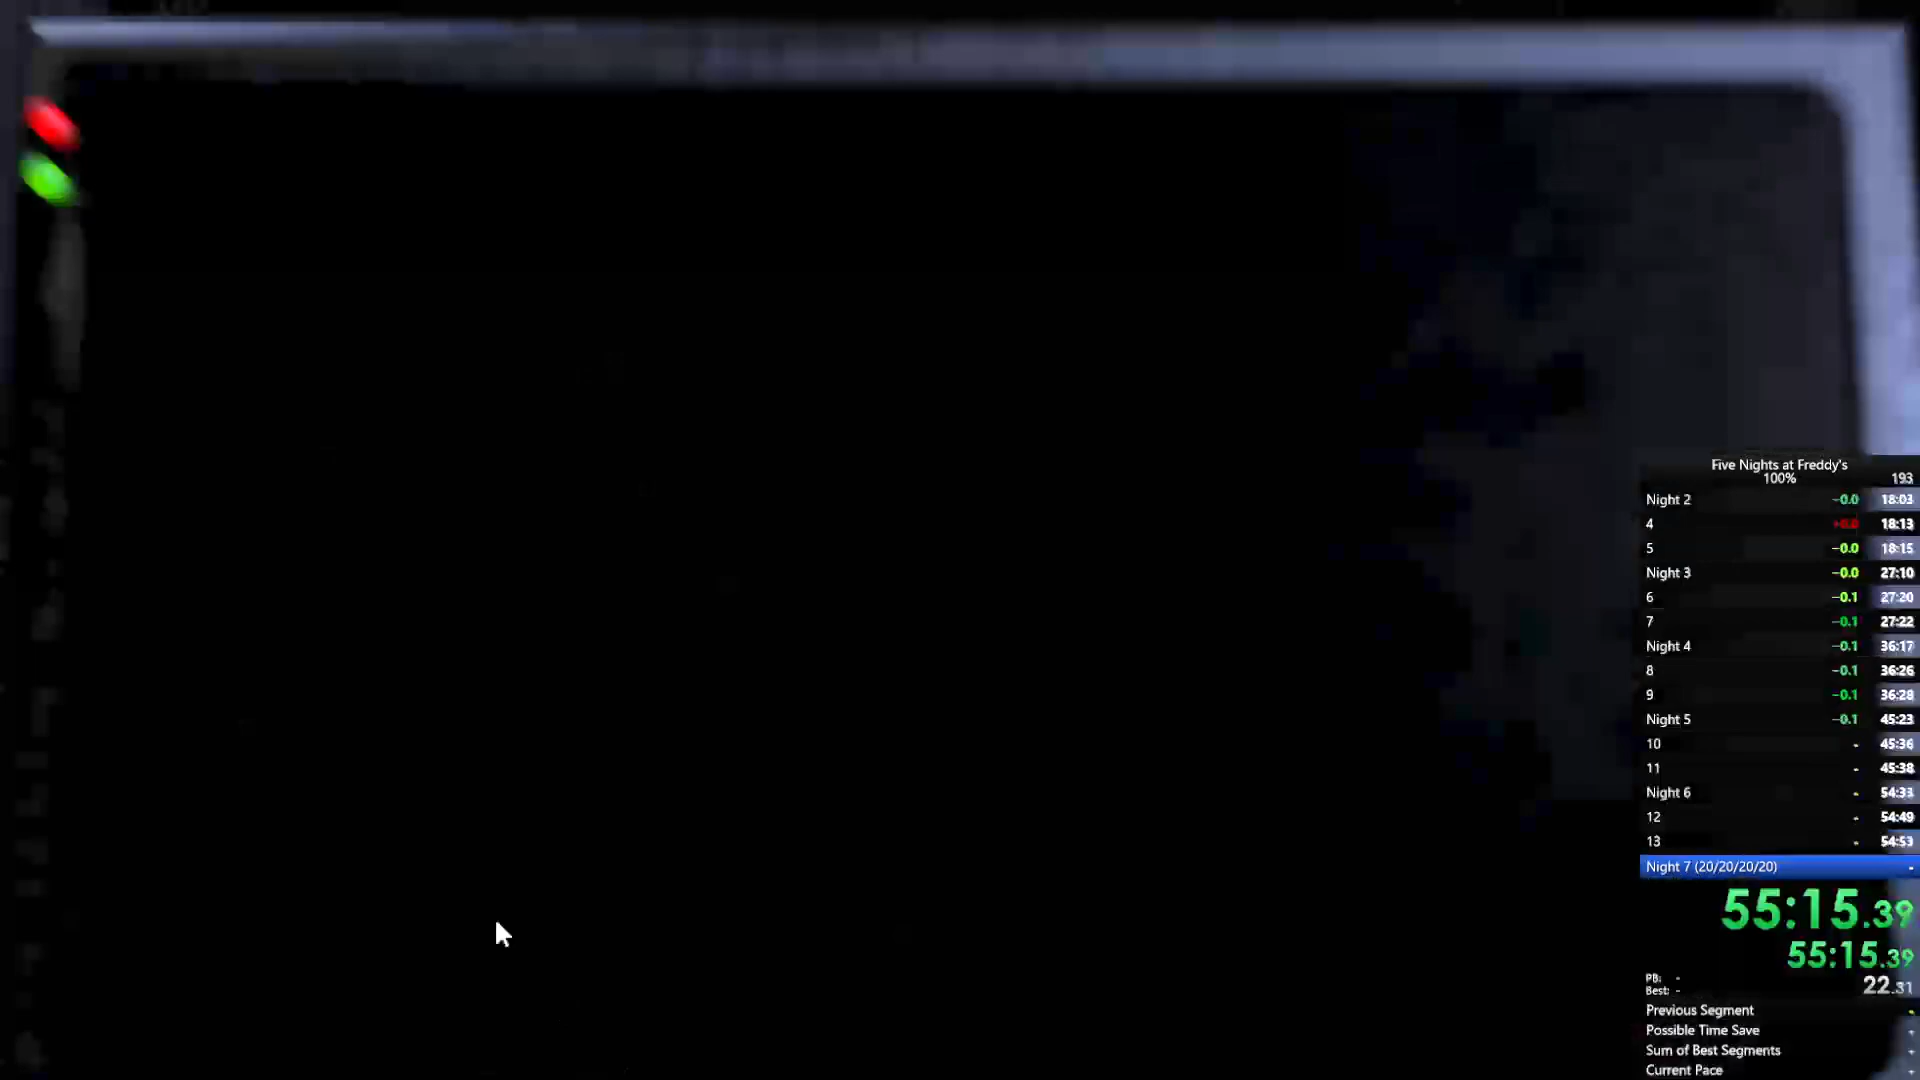 Five Nights at Freddy's
100% 193
Night 2 −0.0 18:03
4 +0.0 18:13
5 −0.0 18:15
Night 3 −0.0 27:10
6 −0.1 27:20
7 −0.1 27:22
Night 4 −0.1 36:17
8 −0.1 36:26
9 −0.1 36:28
Night 5 −0.1 45:23
10 - 45:36
11 - 45:38
Night 6 - 54:33
12 - 54:49
13 - 54:53
Night 7 (20/20/20/20) -
55:15.39
55:15.39
PB: -
Best: - 22.31
Previous Segment -
Possible Time Save -
Sum of Best Segments -
Current Pace -